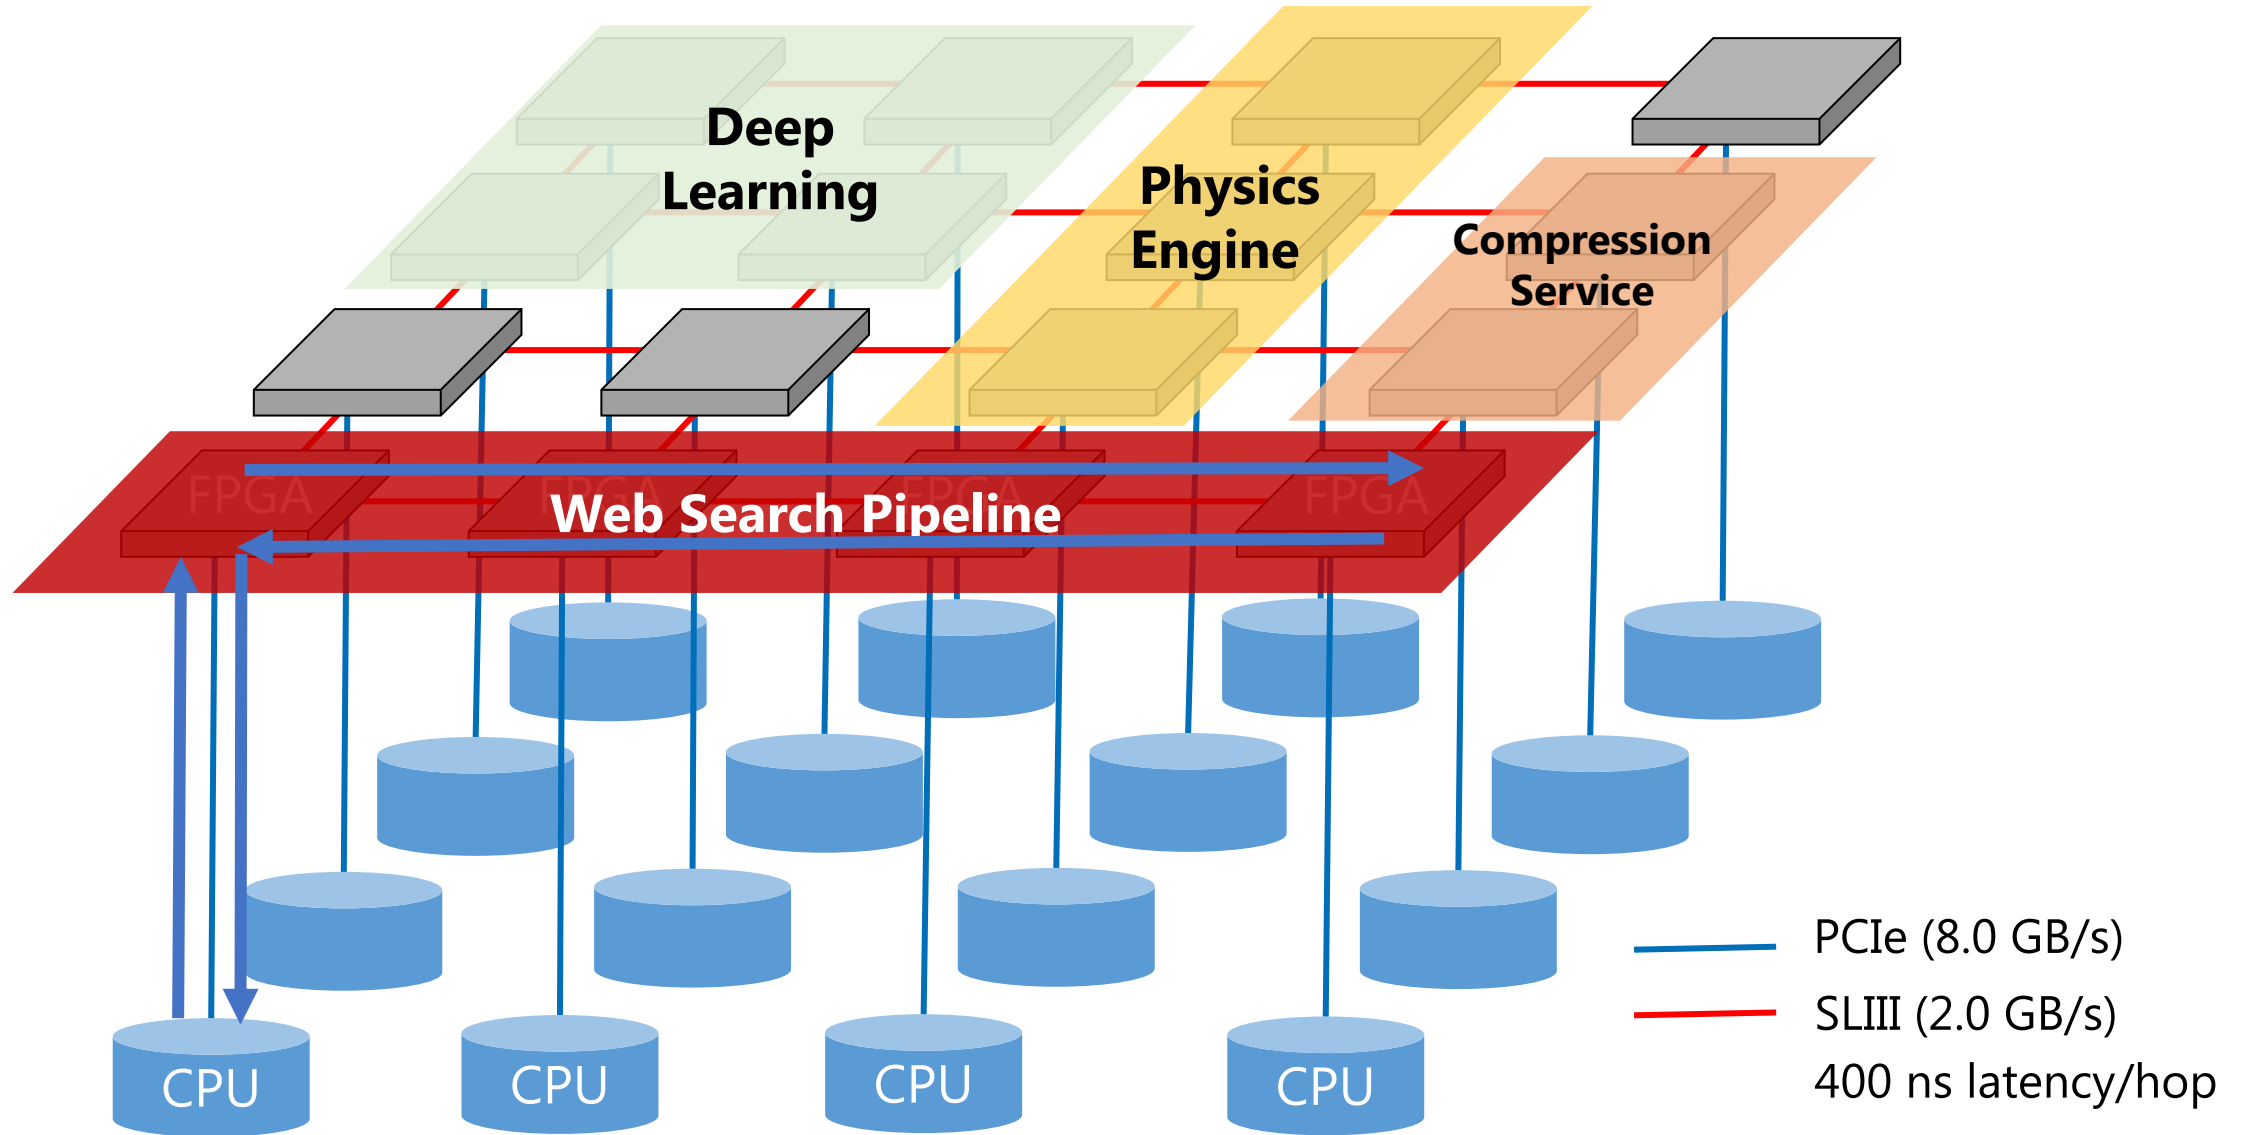 Deep
Learning
Physics
Engine
Compression
Service
FPGA
FPGA
FPGA
FPGA
Web Search Pipeline
PCIe (8.0 GB/s)
SLIII (2.0 GB/s)
400 ns latency/hop
CPU
CPU
CPU
CPU